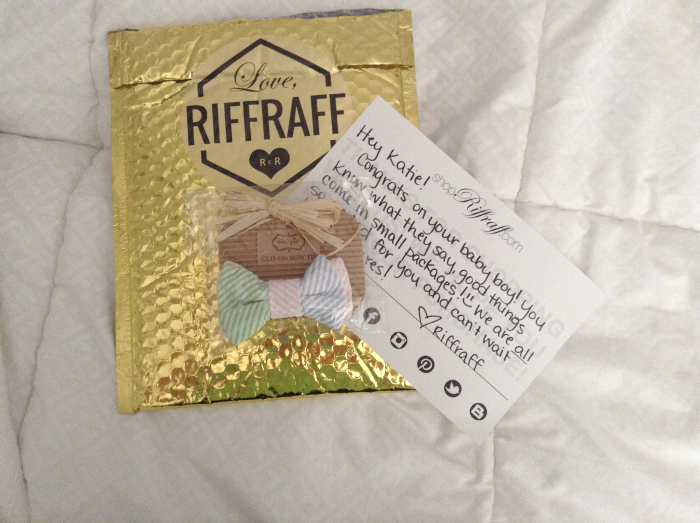 Love,
RIFFRAFF
R R
CLIP-ON BOW
shopRiffraff.com
Hey Katie!
Congrats on your baby boy! You
know what they say, good things
come in small packages! We are all
so for you and can't wait
Riffraff